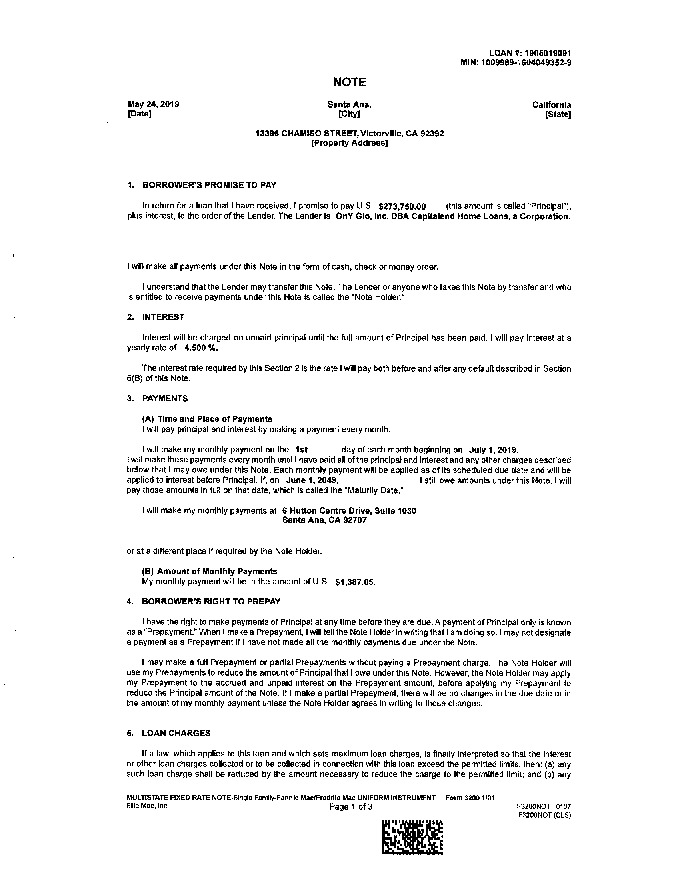 LOAN #: 1905019091
MIN: 1009989-1904049352-9
NOTE
May 24, 2019 Santa Ana, California
[Date] [City] [State]
13396 CHAMISO STREET, Victorville, CA 92392
[Property Address]
1. BORROWER'S PROMISE TO PAY
In return for a loan that I have received, I promise to pay U.S. $273,759.00 (this amount is called "Principal"),
plus interest, to the order of the Lender. The Lender is OnY Glo, Inc. DBA Capitalend Home Loans, a Corporation.
I will make all payments under this Note in the form of cash, check or money order.
I understand that the Lender may transfer this Note. The Lender or anyone who takes this Note by transfer and who
is entitled to receive payments under this Note is called the "Note Holder."
2. INTEREST
Interest will be charged on unpaid principal until the full amount of Principal has been paid. I will pay interest at a
yearly rate of 4.500 %.
The interest rate required by this Section 2 is the rate I will pay both before and after any default described in Section
6(B) of this Note.
3. PAYMENTS
(A) Time and Place of Payments
I will pay principal and interest by making a payment every month.
I will make my monthly payment on the 1st day of each month beginning on July 1, 2019.
I will make these payments every month until I have paid all of the principal and interest and any other charges described
below that I may owe under this Note. Each monthly payment will be applied as of its scheduled due date and will be
applied to interest before Principal. If, on June 1, 2049, I still owe amounts under this Note, I will
pay those amounts in full on that date, which is called the "Maturity Date."
I will make my monthly payments at 6 Hutton Centre Drive, Suite 1030
Santa Ana, CA 92707
or at a different place if required by the Note Holder.
(B) Amount of Monthly Payments
My monthly payment will be in the amount of U.S. $1,387.05.
4. BORROWER'S RIGHT TO PREPAY
I have the right to make payments of Principal at any time before they are due. A payment of Principal only is known
as a "Prepayment." When I make a Prepayment, I will tell the Note Holder in writing that I am doing so. I may not designate
a payment as a Prepayment if I have not made all the monthly payments due under the Note.
I may make a full Prepayment or partial Prepayments without paying a Prepayment charge. The Note Holder will
use my Prepayments to reduce the amount of Principal that I owe under this Note. However, the Note Holder may apply
my Prepayment to the accrued and unpaid interest on the Prepayment amount, before applying my Prepayment to
reduce the Principal amount of the Note. If I make a partial Prepayment, there will be no changes in the due date or in
the amount of my monthly payment unless the Note Holder agrees in writing to those changes.
5. LOAN CHARGES
If a law, which applies to this loan and which sets maximum loan charges, is finally interpreted so that the interest
or other loan charges collected or to be collected in connection with this loan exceed the permitted limits, then: (a) any
such loan charge shall be reduced by the amount necessary to reduce the charge to the permitted limit; and (b) any
MULTISTATE FIXED RATE NOTE-Single Family-Fannie Mae/Freddie Mac UNIFORM INSTRUMENT Form 3200 1/01
Ellie Mae, Inc. Page 1 of 3 F3200NOT 0107
F3200NOT (CLS)